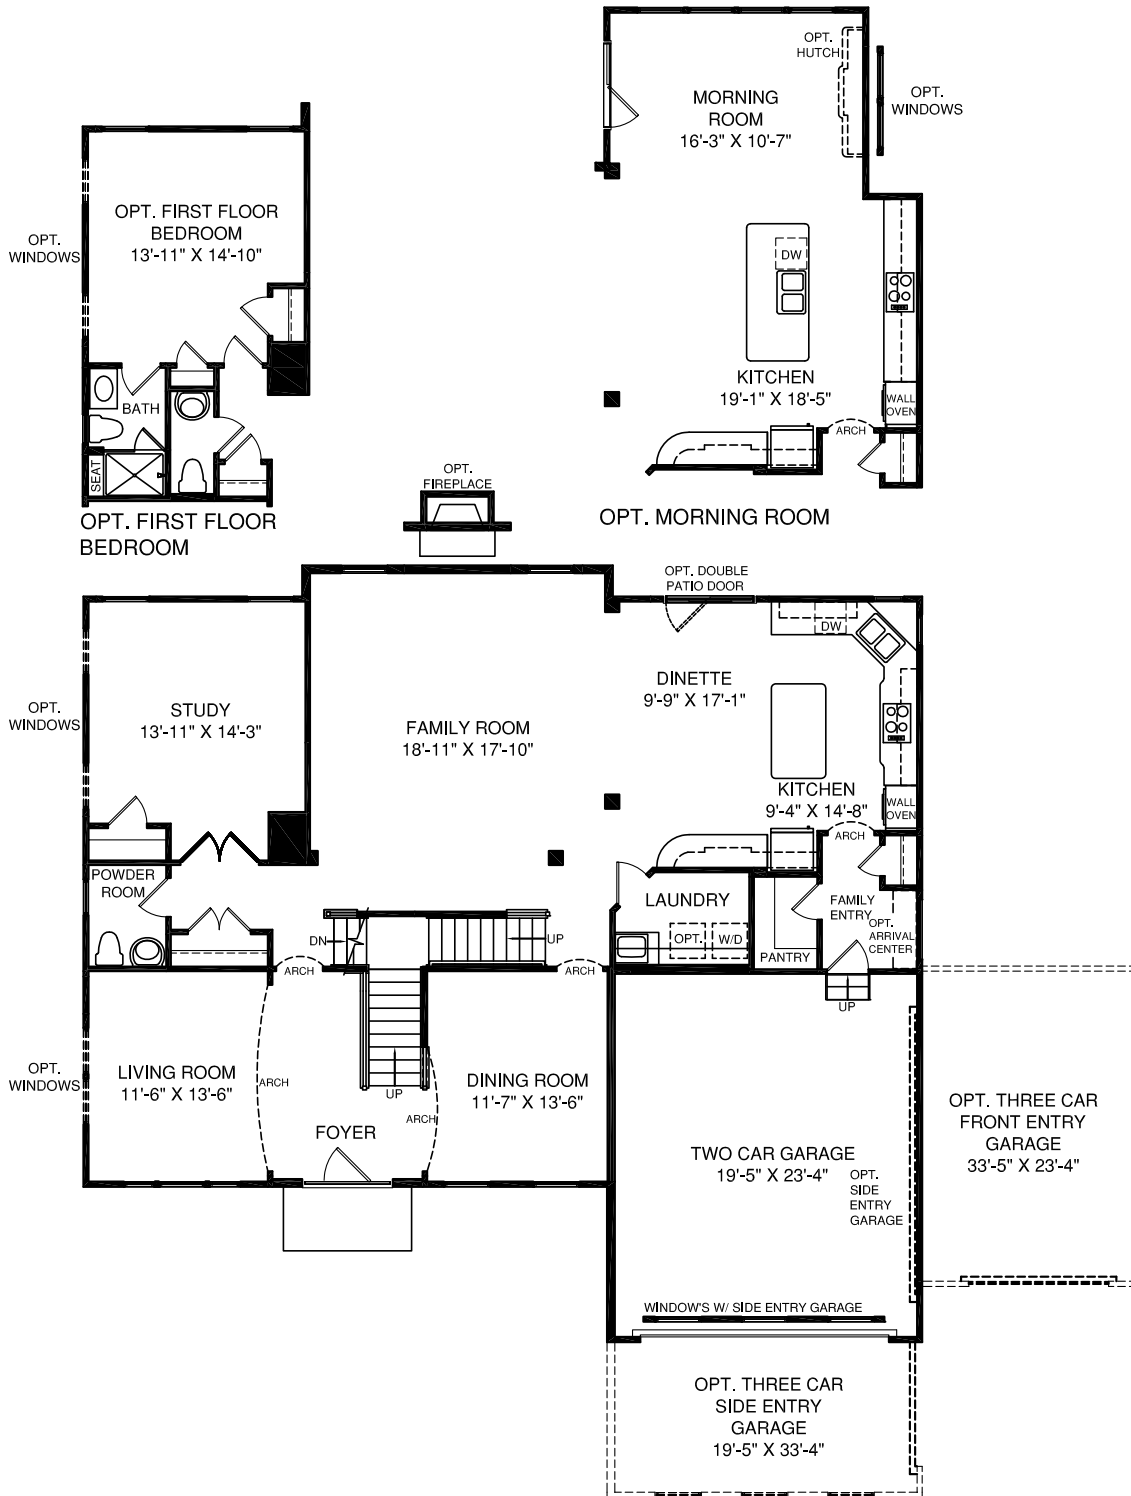 OPT.
HUTCH
MORNING
ROOM
16'-3" X 10'-7"
OPT.
WINDOWS
OPT. FIRST FLOOR
BEDROOM
13'-11" X 14'-10"
OPT.
WINDOWS
DW
KITCHEN
19'-1" X 18'-5"
WALL
OVEN
ARCH
BATH
SEAT
OPT. FIRST FLOOR
BEDROOM
OPT.
FIREPLACE
OPT. MORNING ROOM
OPT. DOUBLE
PATIO DOOR
DW
DINETTE
9'-9" X 17'-1"
OPT.
WINDOWS
STUDY
13'-11" X 14'-3"
FAMILY ROOM
18'-11" X 17'-10"
KITCHEN
9'-4" X 14'-8"
WALL
OVEN
ARCH
POWDER
ROOM
LAUNDRY
FAMILY
ENTRY
OPT.
ARRIVAL
CENTER
DN
UP
OPT.
W/D
PANTRY
ARCH
ARCH
UP
OPT.
WINDOWS
LIVING ROOM
11'-6" X 13'-6"
ARCH
UP
DINING ROOM
11'-7" X 13'-6"
ARCH
FOYER
TWO CAR GARAGE
19'-5" X 23'-4"
OPT.
SIDE
ENTRY
GARAGE
OPT. THREE CAR
FRONT ENTRY
GARAGE
33'-5" X 23'-4"
WINDOW'S W/ SIDE ENTRY GARAGE
OPT. THREE CAR
SIDE ENTRY
GARAGE
19'-5" X 33'-4"